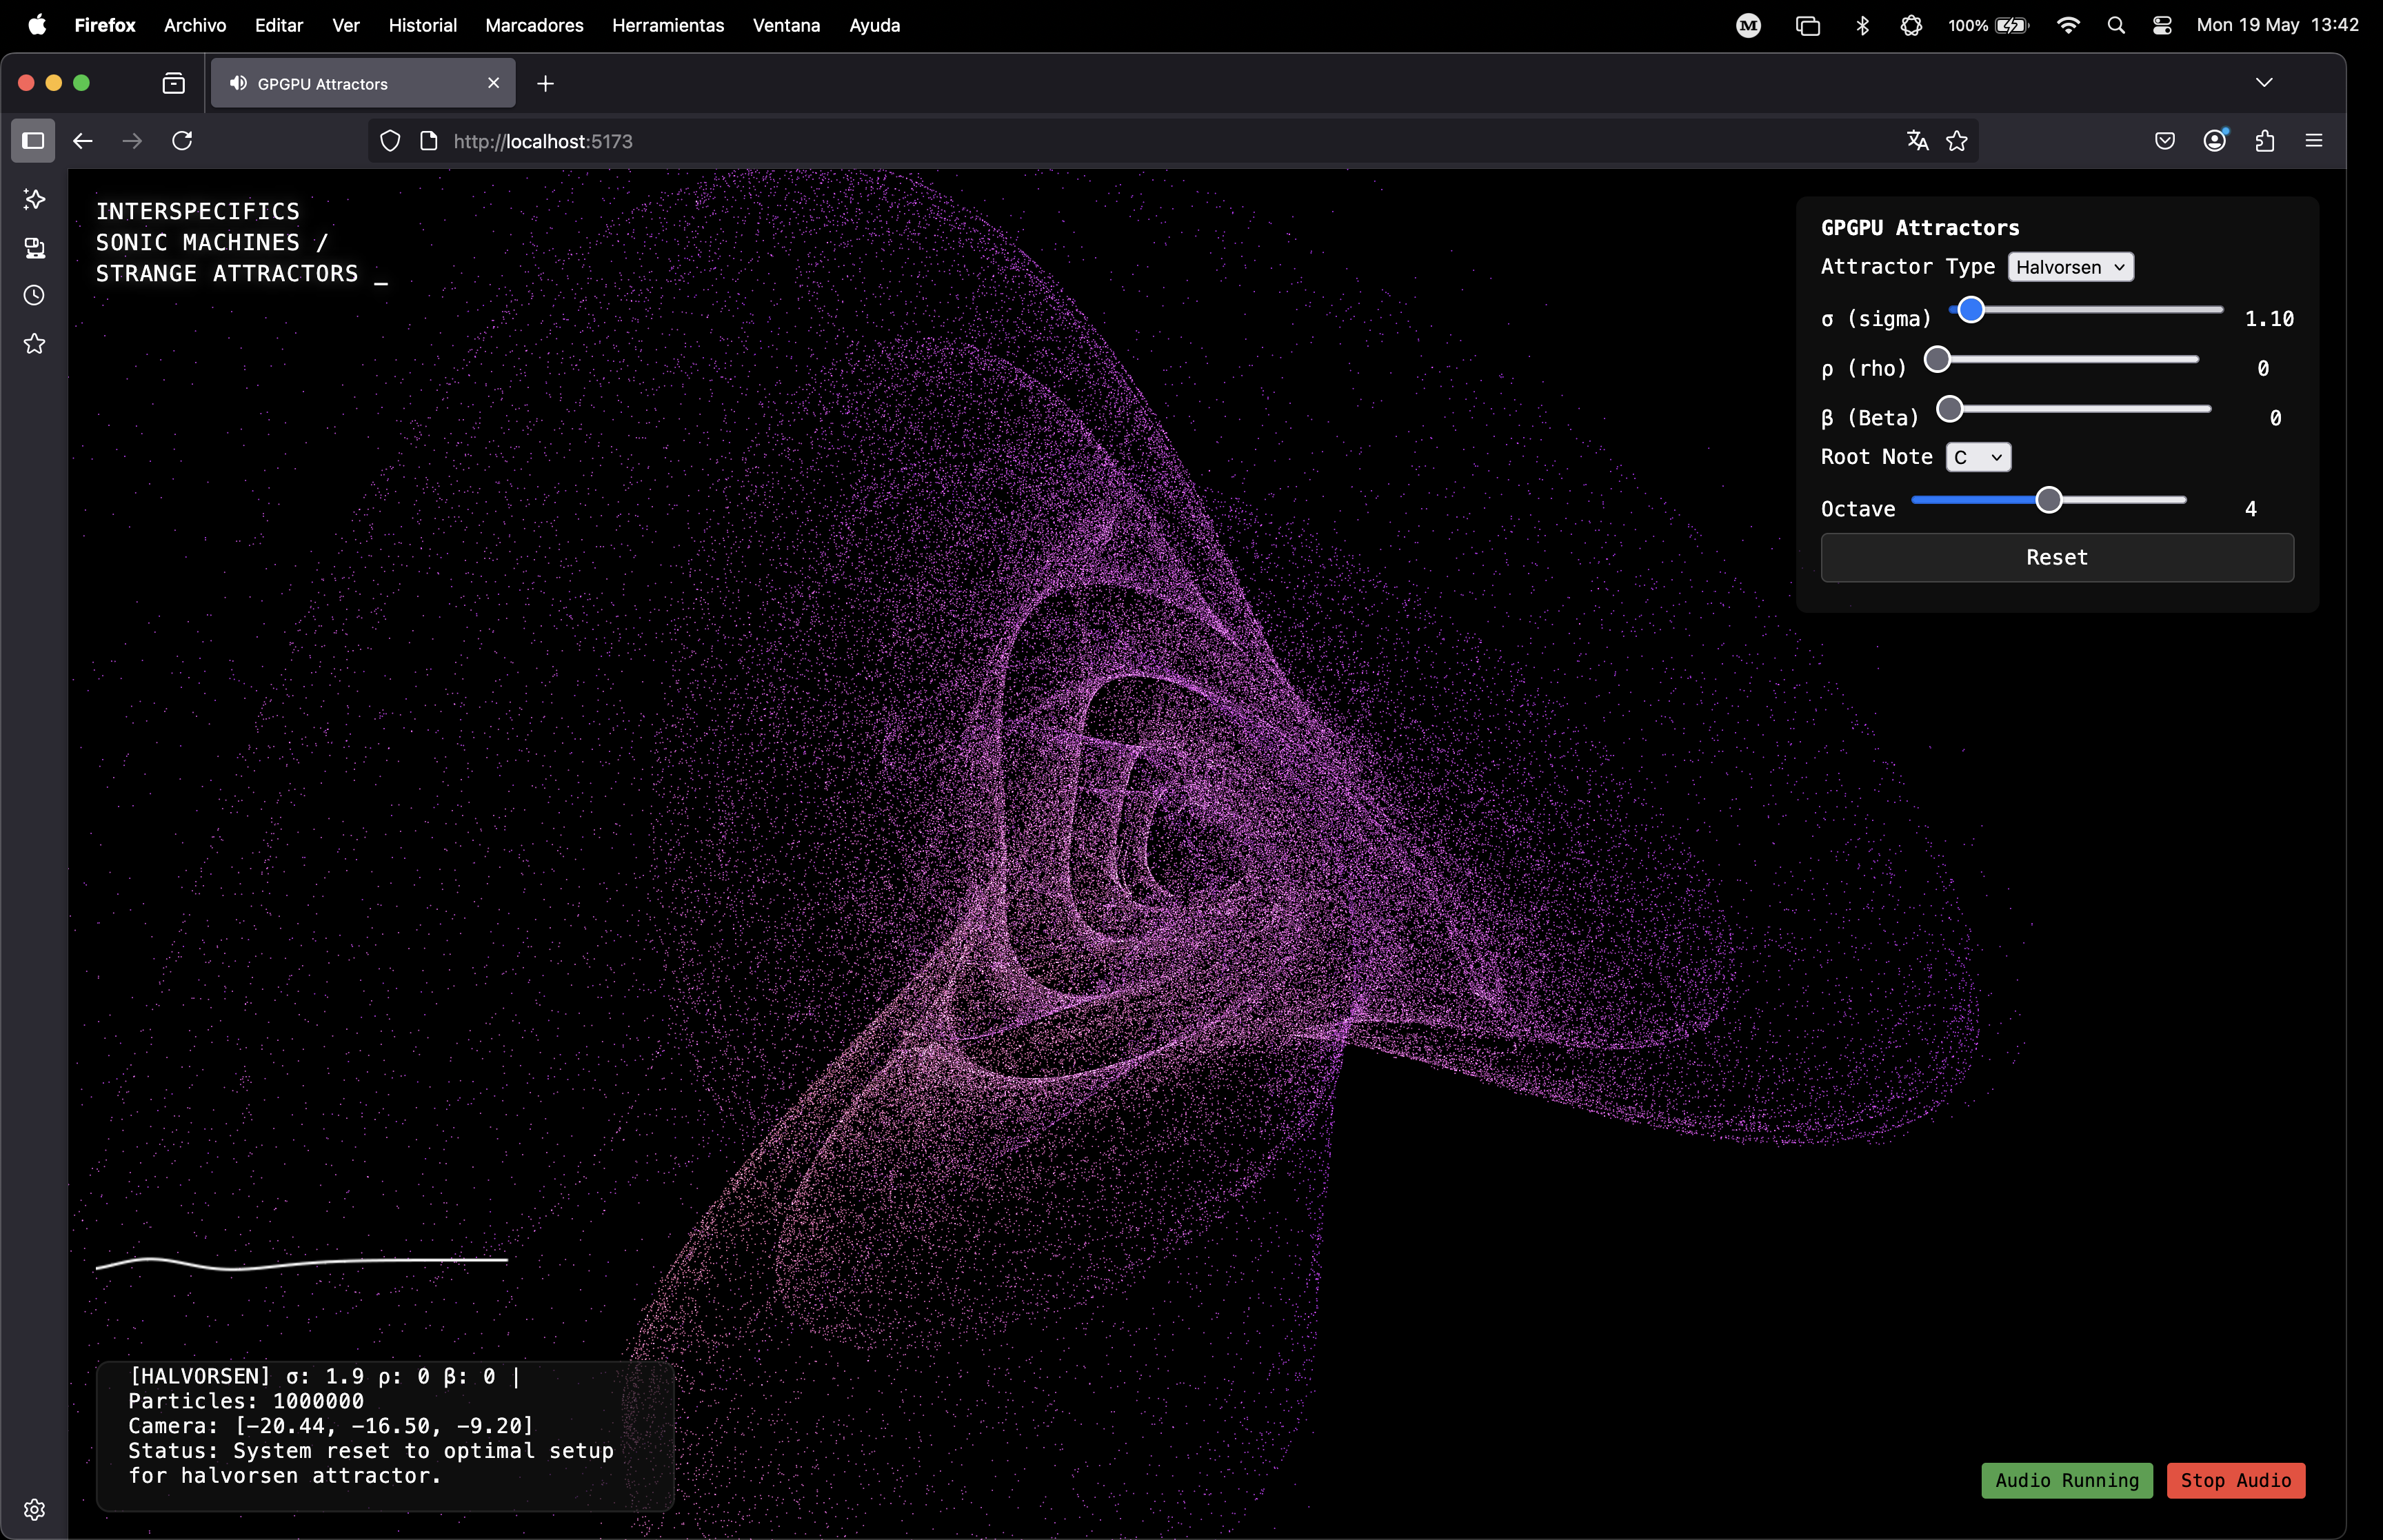 Firefox Archivo Editar Ver Historial Marcadores Herramientas Ventana Ayuda M 100% Mon 19 May 13:42
GPGPU Attractors
http://localhost:5173
INTERSPECIFICS
SONIC MACHINES /
STRANGE ATTRACTORS _
GPGPU Attractors
Attractor Type Halvorsen
σ (sigma) 1.10
ρ (rho) 0
β (Beta) 0
Root Note C
Octave 4
Reset
[HALVORSEN] σ: 1.9 ρ: 0 β: 0 |
Particles: 1000000
Camera: [-20.44, -16.50, -9.20]
Status: System reset to optimal setup
for halvorsen attractor.
Audio Running Stop Audio